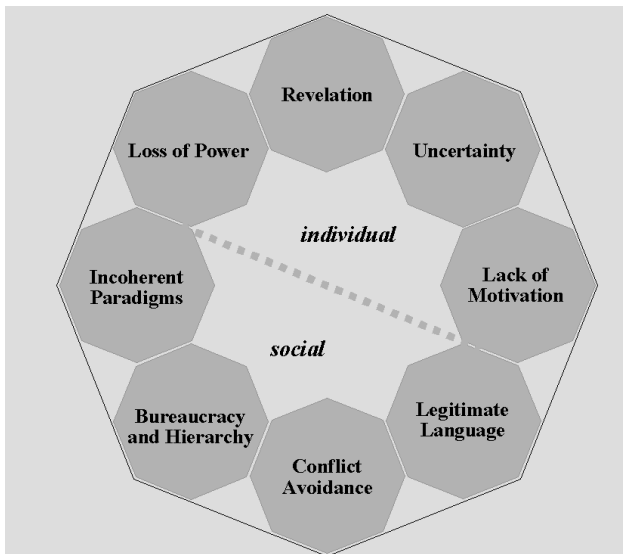 Revelation
Loss of Power
Uncertainty
individual
Incoherent
Paradigms
Lack of
Motivation
social
Bureaucracy
and Hierarchy
Legitimate
Language
Conflict
Avoidance